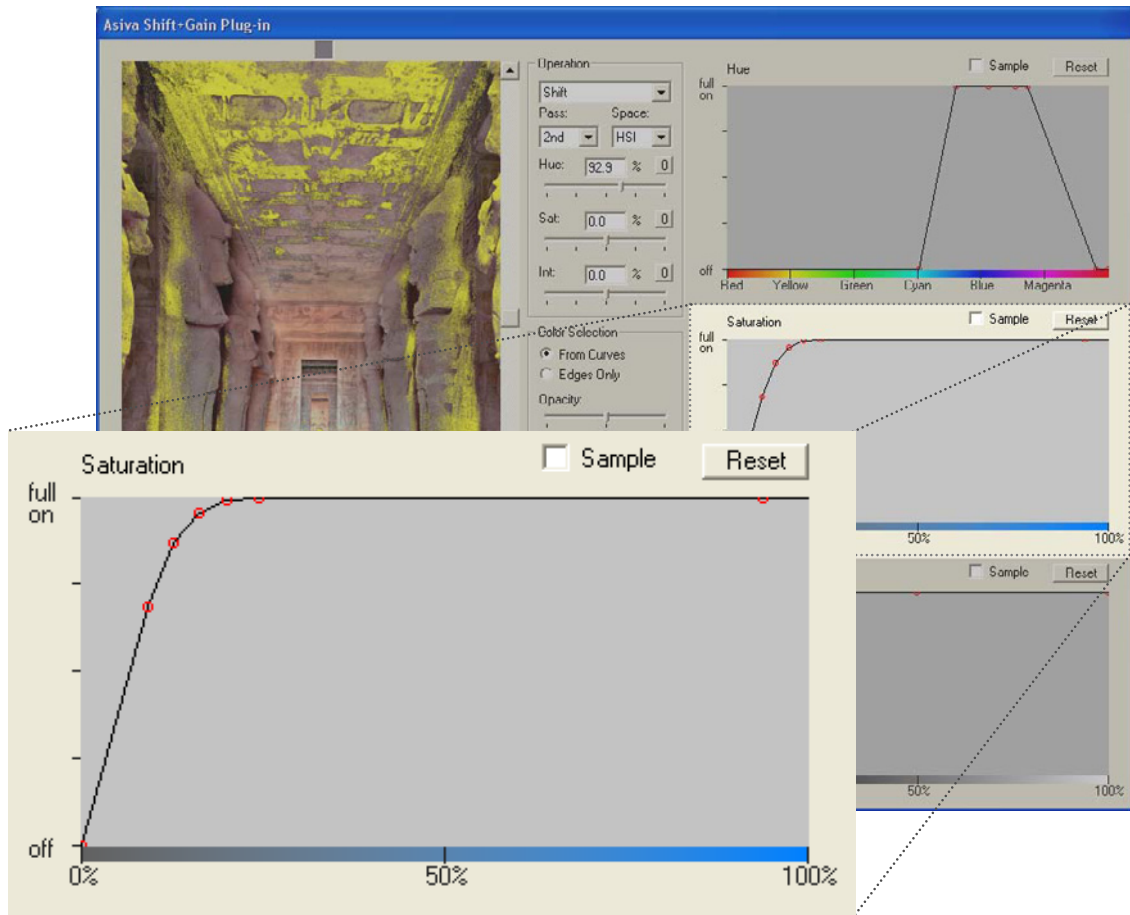 Asiva Shift+Gain Plug-in
Operation
Shift
Pass: Space:
2nd HSI
Hue: 92.9 % 0
Sat: 0.0 % 0
Int: 0.0 % 0
Color Selection
From Curves
Edges Only
Opacity:
Hue Sample Reset
full
on
off
Red Yellow Green Cyan Blue Magenta
Saturation Sample Reset
full
on
50% 100%
Sample Reset
50% 100%
Saturation Sample Reset
full
on
off
0% 50% 100%